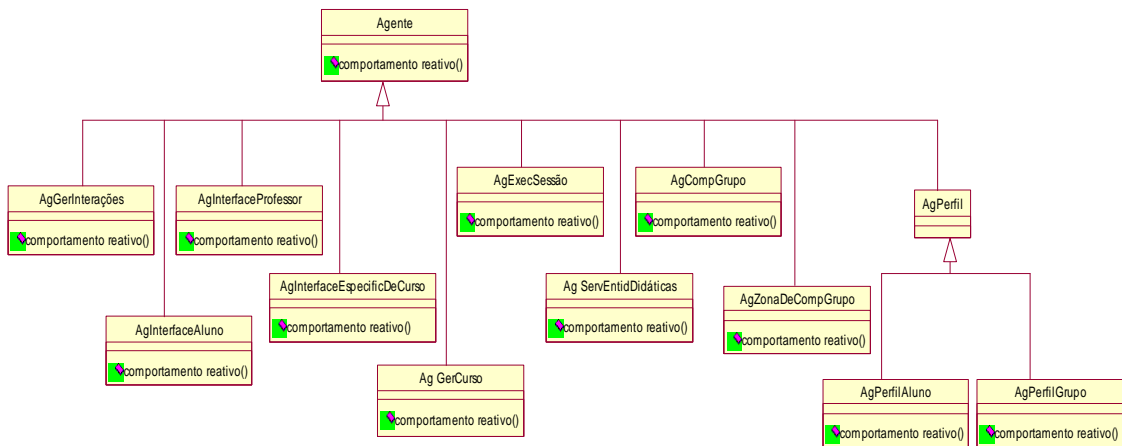 Agente
comportamento reativo()
AgGerInterações
comportamento reativo()
AgInterfaceProfessor
comportamento reativo()
AgExecSessão
comportamento reativo()
AgCompGrupo
comportamento reativo()
AgPerfil
AgInterfaceEspecificDeCurso
comportamento reativo()
Ag ServEntidDidáticas
comportamento reativo()
AgZonaDeCompGrupo
comportamento reativo()
AgInterfaceAluno
comportamento reativo()
Ag GerCurso
comportamento reativo()
AgPerfilAluno
comportamento reativo()
AgPerfilGrupo
comportamento reativo()